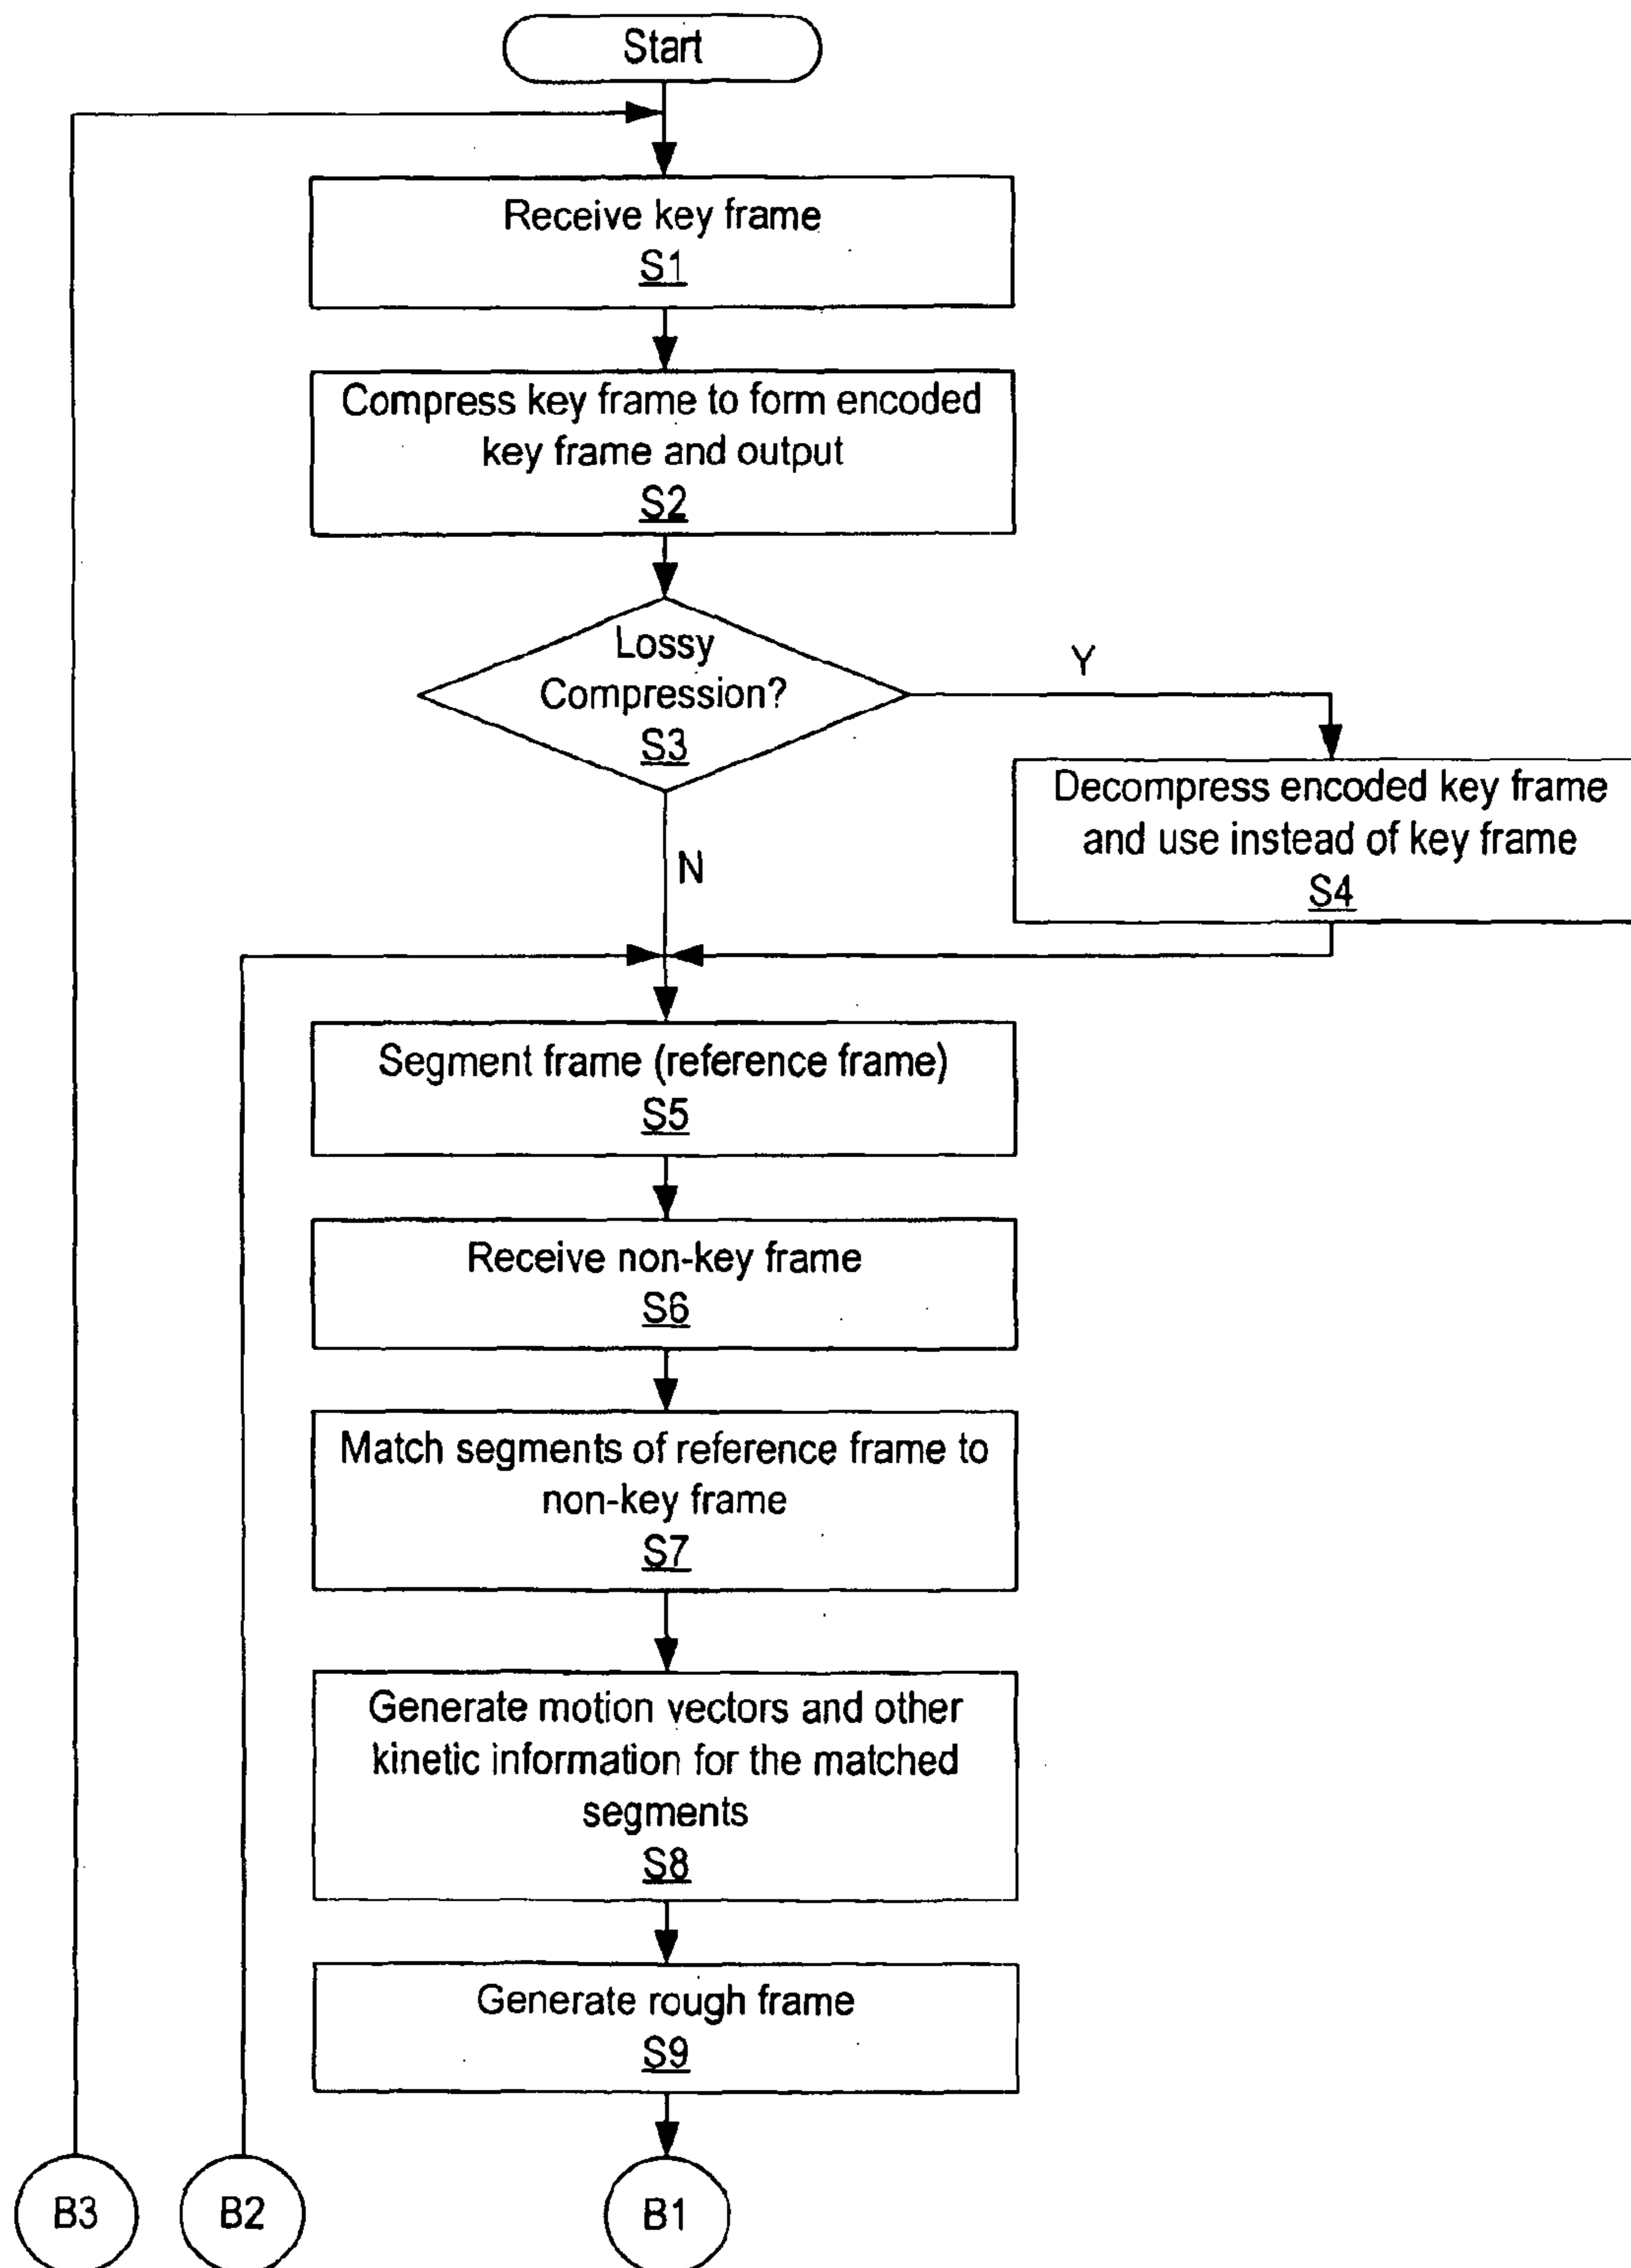 Start
Receive key frame
S1
Compress key frame to form encoded
key frame and output
S2
Lossy
Compression?
S3
Y
Decompress encoded key frame
and use instead of key frame
S4
N
Segment frame (reference frame)
S5
Receive non-key frame
S6
Match segments of reference frame to
non-key frame
S7
Generate motion vectors and other
kinetic information for the matched
segments
S8
Generate rough frame
S9
B3
B2
B1